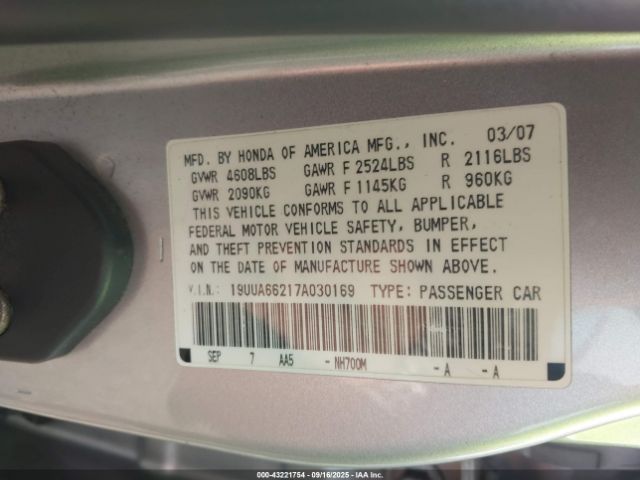 MFD. BY HONDA OF AMERICA MFG., INC. 03/07
GVWR 4608LBS GAWR F 2524LBS R 2116LBS
GVWR 2090KG GAWR F 1145KG R 960KG
THIS VEHICLE CONFORMS TO ALL APPLICABLE
FEDERAL MOTOR VEHICLE SAFETY, BUMPER,
AND THEFT PREVENTION STANDARDS IN EFFECT
ON THE DATE OF MANUFACTURE SHOWN ABOVE.
V.I.N.: 19UUA66217A030169 TYPE: PASSENGER CAR
SEP 7 AA5 - NH700M - A - A
000-43221754 - 09/16/2025 - IAA Inc.